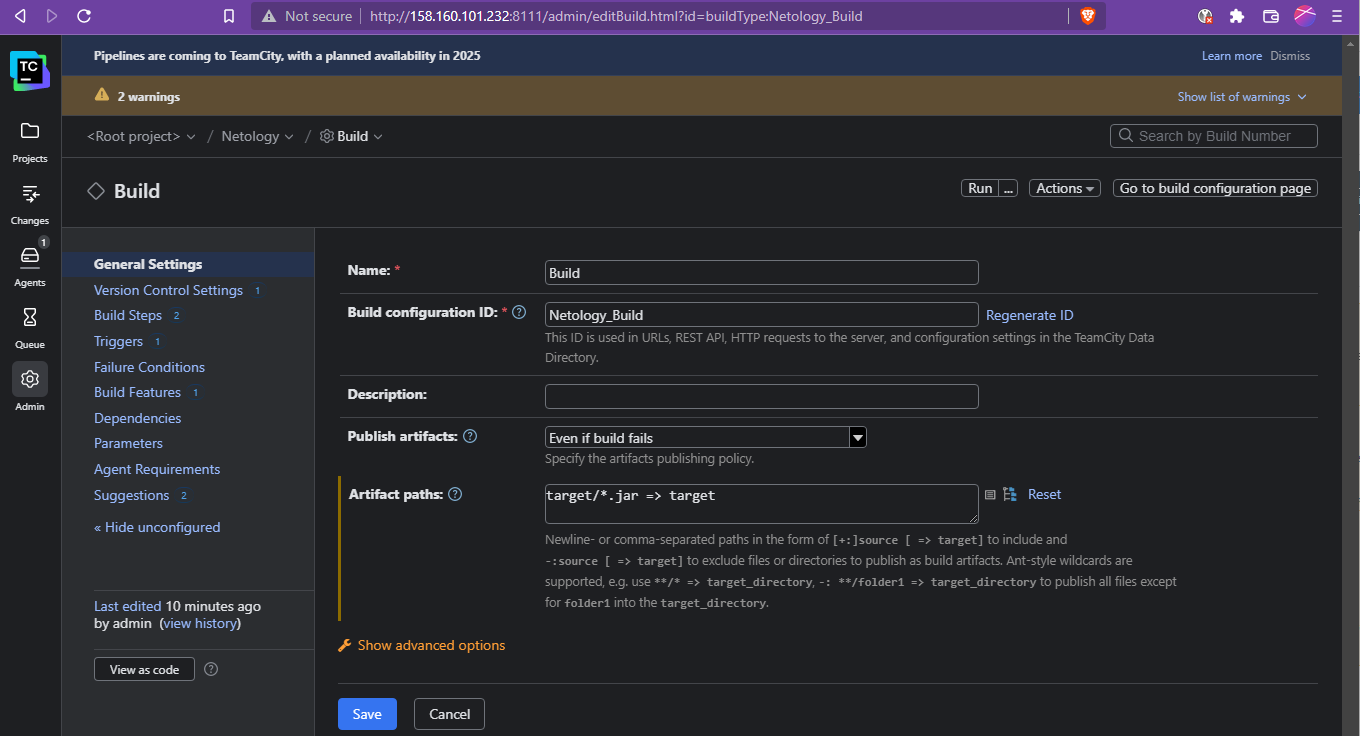 Not secure http://158.160.101.232:8111/admin/editBuild.html?id=buildType:Netology_Build
TC
Pipelines are coming to TeamCity, with a planned availability in 2025 Learn more Dismiss
2 warnings Show list of warnings
<Root project> / Netology / Build Search by Build Number
Projects
Changes
1
Agents
Queue
Admin
Build Run ... Actions Go to build configuration page
General Settings
Version Control Settings 1
Build Steps 2
Triggers 1
Failure Conditions
Build Features 1
Dependencies
Parameters
Agent Requirements
Suggestions 2
« Hide unconfigured
Last edited 10 minutes ago
by admin (view history)
View as code ?
Name: * Build
Build configuration ID: * ? Netology_Build Regenerate ID
This ID is used in URLs, REST API, HTTP requests to the server, and configuration settings in the TeamCity Data
Directory.
Description:
Publish artifacts: ? Even if build fails
Specify the artifacts publishing policy.
Artifact paths: ? target/*.jar => target Reset
Newline- or comma-separated paths in the form of [+:]source [ => target] to include and
-:source [ => target] to exclude files or directories to publish as build artifacts. Ant-style wildcards are
supported, e.g. use **/* => target_directory, -: **/folder1 => target_directory to publish all files except
for folder1 into the target_directory.
Show advanced options
Save Cancel